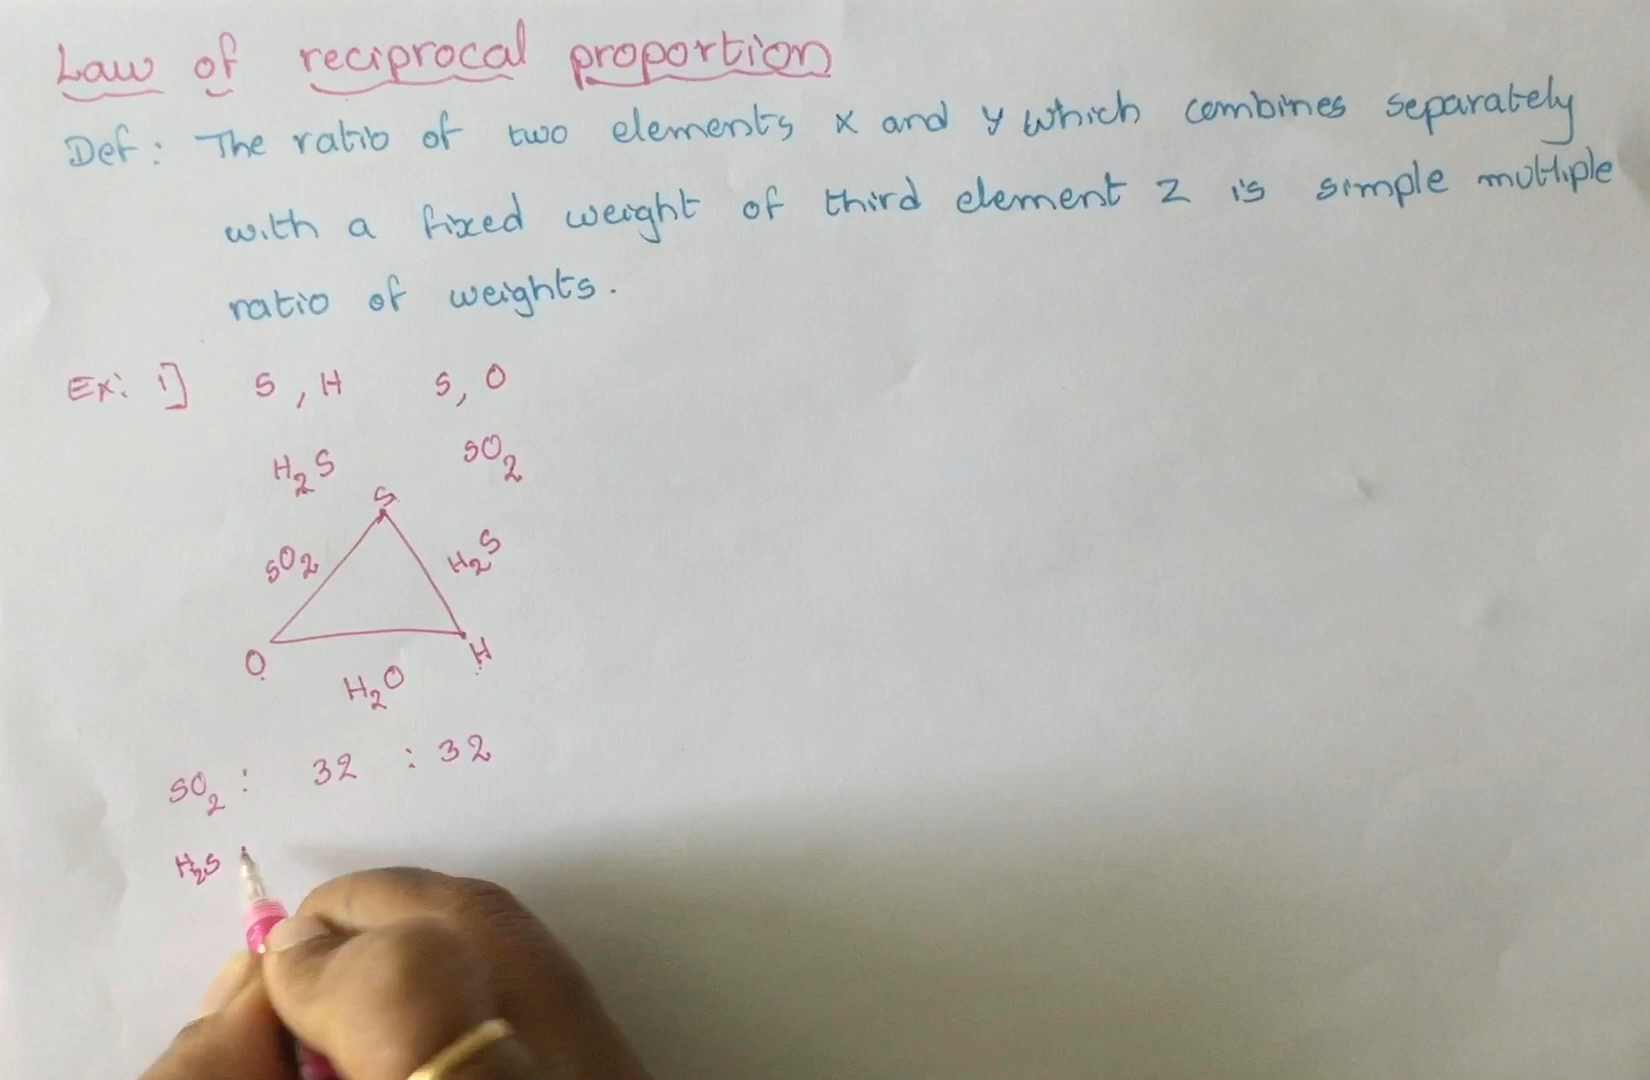 Law of reciprocal proportion
Def: The ratio of two elements x and y which combines separately
with a fixed weight of third element Z is simple multiple
ratio of weights.
Ex: 1] S, H S, O
H₂S SO₂
S
SO₂ H₂S
O H
H₂O
SO₂ : 32 : 32
H₂S